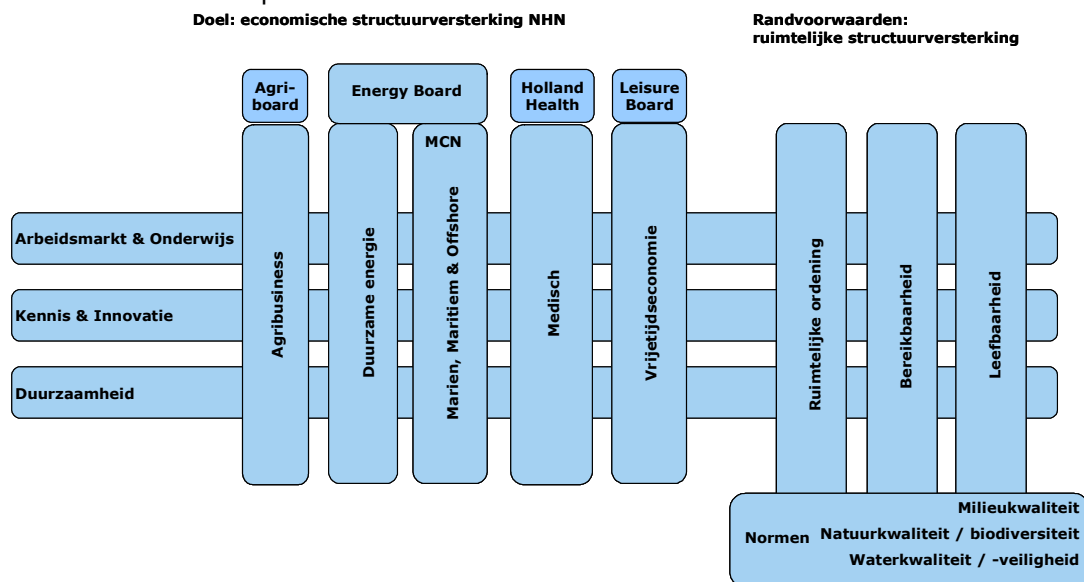 Doel: economische structuurversterking NHN
Randvoorwaarden:
ruimtelijke structuurversterking
Agri-
board
Energy Board
Holland
Health
Leisure
Board
MCN
Arbeidsmarkt & Onderwijs
Kennis & Innovatie
Duurzaamheid
Agribusiness
Duurzame energie
Marien, Maritiem & Offshore
Medisch
Vrijetijdseconomie
Ruimtelijke ordening
Bereikbaarheid
Leefbaarheid
Milieukwaliteit
Normen Natuurkwaliteit / biodiversiteit
Waterkwaliteit / -veiligheid